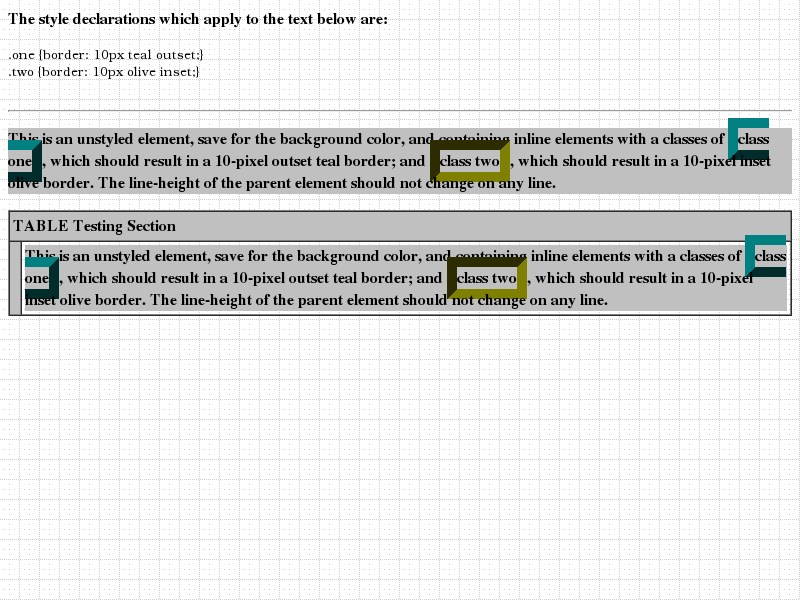 The style declarations which apply to the text below are:
.one {border: 10px teal outset;}
.two {border: 10px olive inset;}
This is an unstyled element, save for the background color, and containing inline elements with a classes of class
one, which should result in a 10-pixel outset teal border; and class two, which should result in a 10-pixel inset
olive border. The line-height of the parent element should not change on any line.
TABLE Testing Section
This is an unstyled element, save for the background color, and containing inline elements with a classes of class
one, which should result in a 10-pixel outset teal border; and class two, which should result in a 10-pixel
inset olive border. The line-height of the parent element should not change on any line.